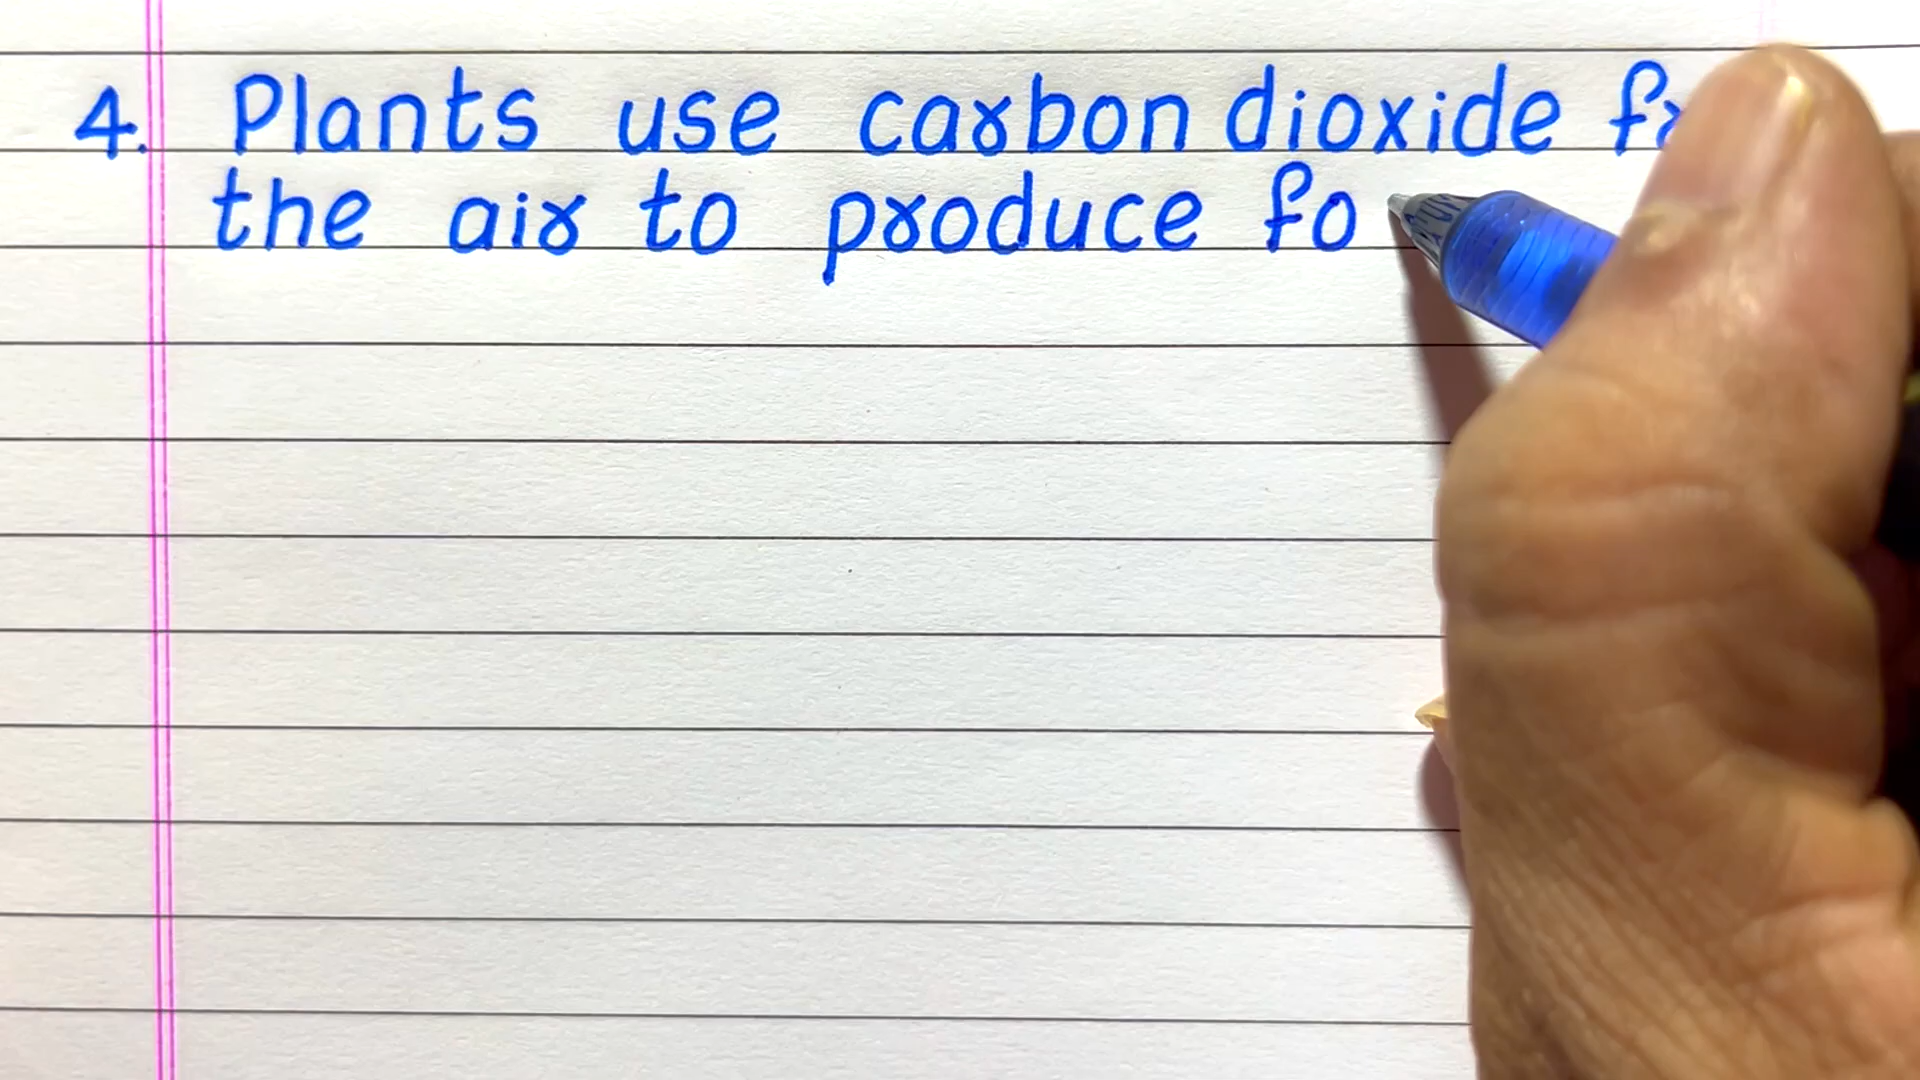 4. Plants use carbon dioxide
the air to produce fo